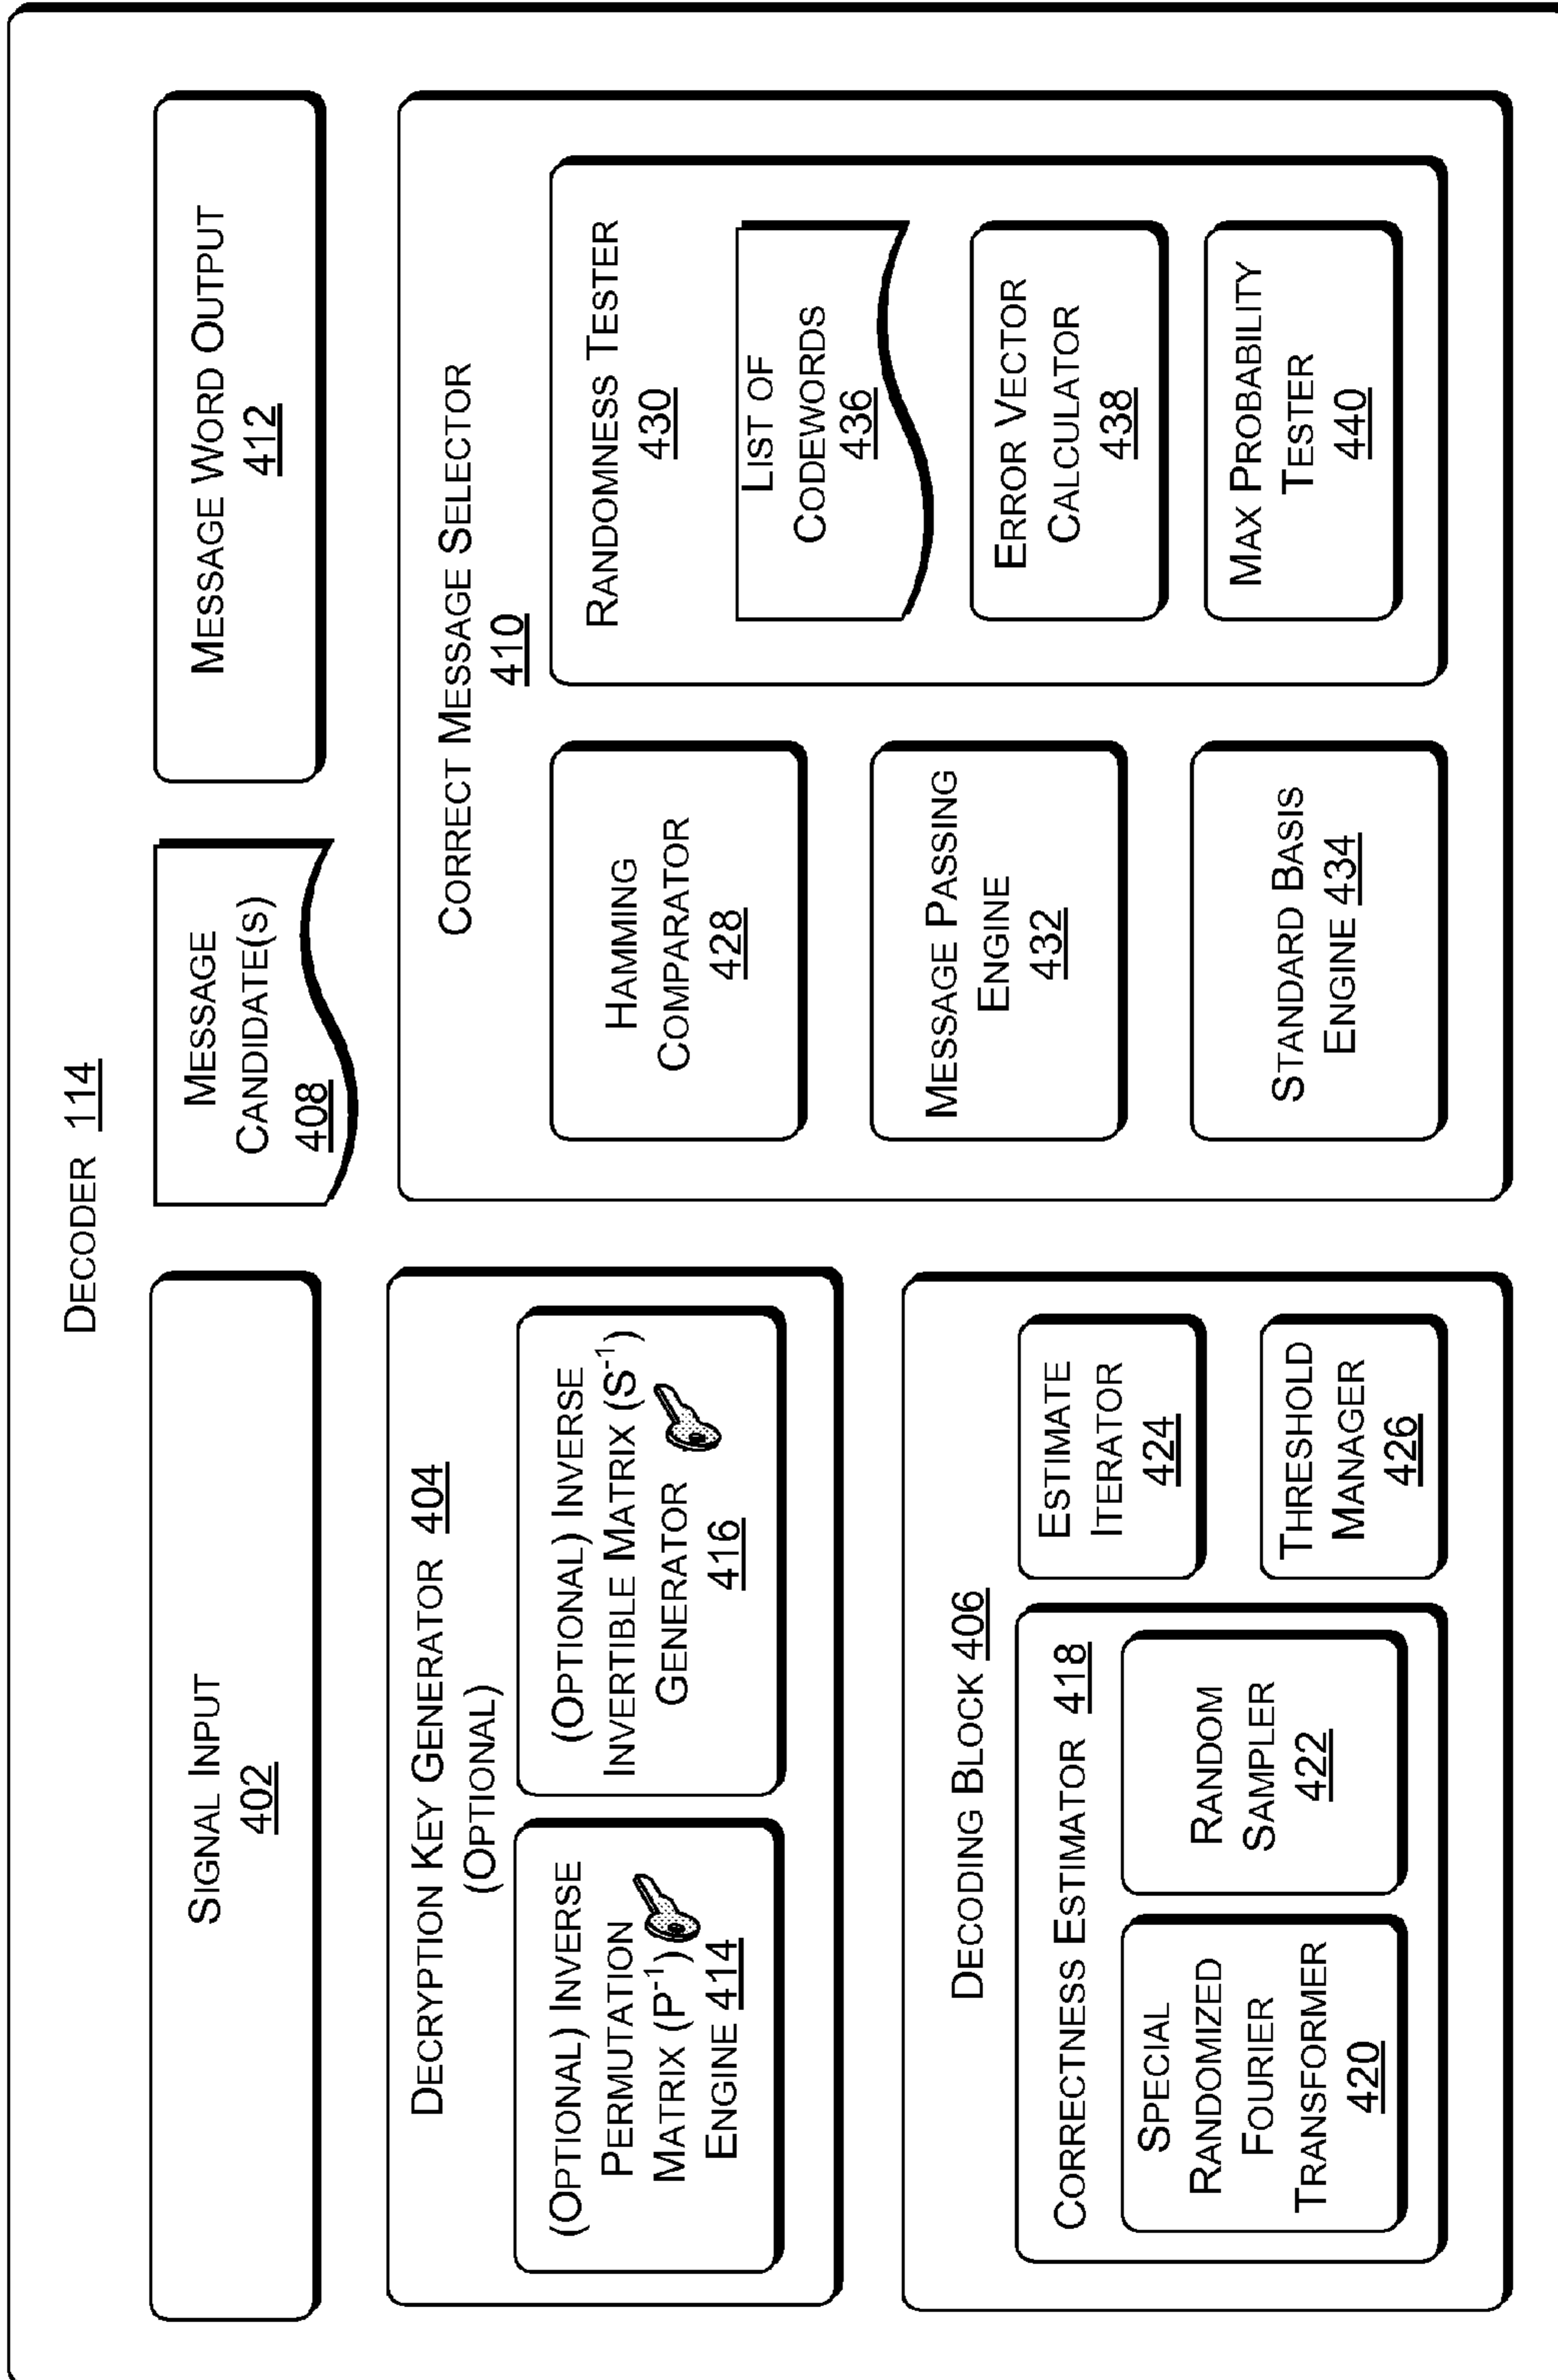 DECODER 114
SIGNAL INPUT
402
MESSAGE
CANDIDATE(S)
408
MESSAGE WORD OUTPUT
412
DECRYPTION KEY GENERATOR 404
(OPTIONAL)
(OPTIONAL) INVERSE
PERMUTATION
MATRIX (P⁻¹)
ENGINE 414
(OPTIONAL) INVERSE
INVERTIBLE MATRIX (S⁻¹)
GENERATOR
416
DECODING BLOCK 406
CORRECTNESS ESTIMATOR 418
SPECIAL
RANDOMIZED
FOURIER
TRANSFORMER
420
RANDOM
SAMPLER
422
ESTIMATE
ITERATOR
424
THRESHOLD
MANAGER
426
CORRECT MESSAGE SELECTOR
410
HAMMING
COMPARATOR
428
MESSAGE PASSING
ENGINE
432
STANDARD BASIS
ENGINE 434
RANDOMNESS TESTER
430
LIST OF
CODEWORDS
436
ERROR VECTOR
CALCULATOR
438
MAX PROBABILITY
TESTER
440